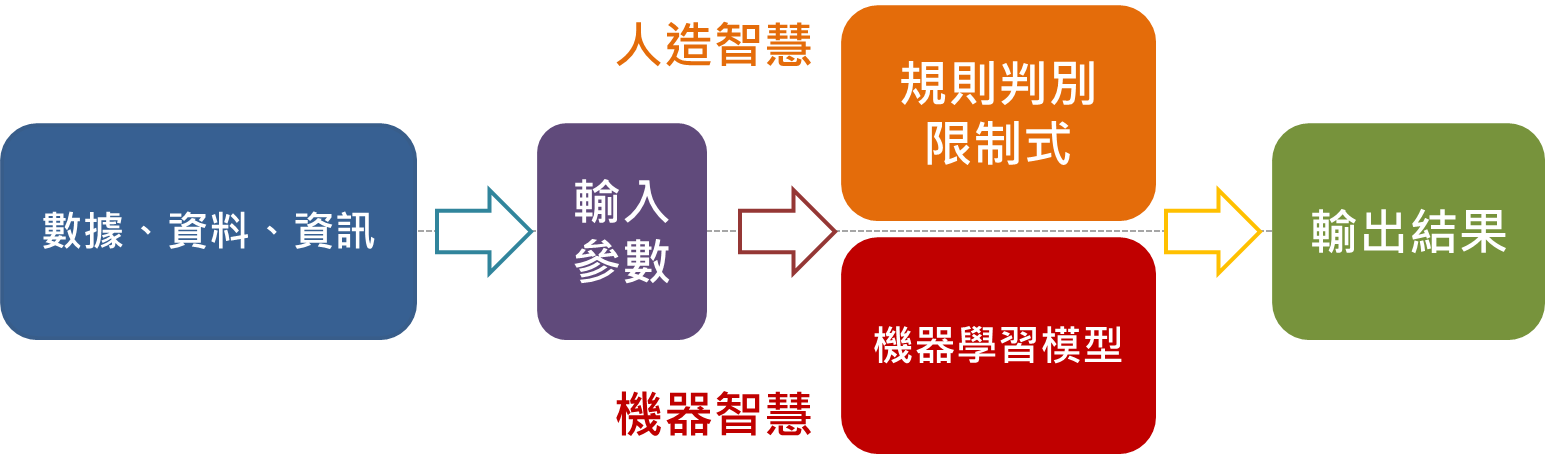 人造智慧
規則判別
限制式
數據、資料、資訊
輸入
參數
輸出結果
機器學習模型
機器智慧